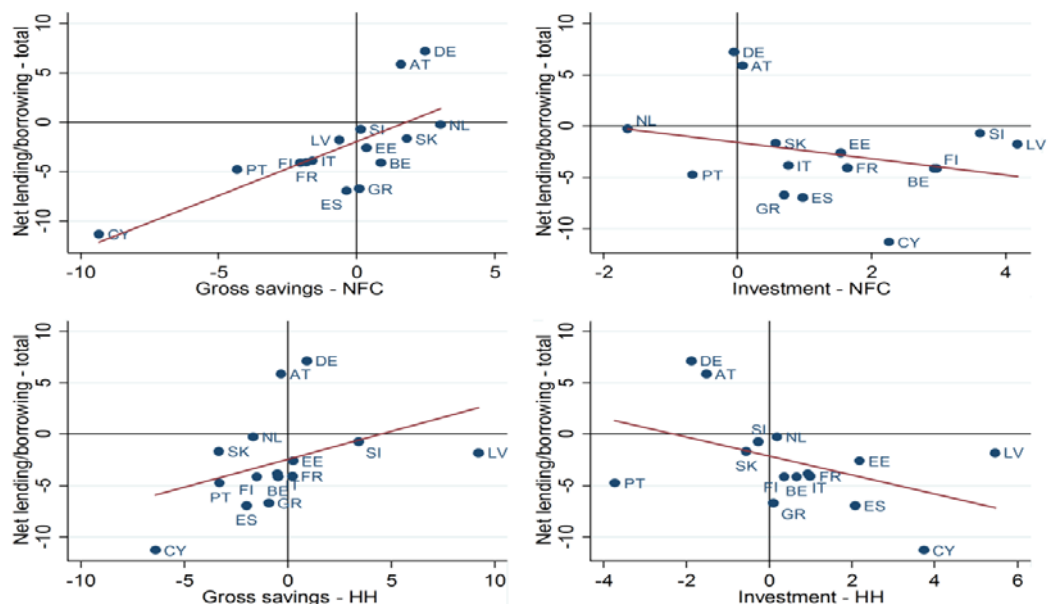 Net lending/borrowing - total
10
5
0
-5
-10
DE
AT
NL
SI
SK
LV
EE
BE
IT
FI
FR
PT
GR
ES
CY
-10
-5
0
5
Gross savings - NFC
Net lending/borrowing - total
10
5
0
-5
-10
DE
AT
NL
SI
LV
SK
EE
IT
FR
FI
BE
PT
GR
ES
CY
-2
0
2
4
Investment - NFC
Net lending/borrowing - total
10
5
0
-5
-10
DE
AT
NL
SI
SK
LV
EE
FR
PT
FI
BE
GR
ES
CY
-5
0
5
10
Gross savings - HH
Net lending/borrowing - total
10
5
0
-5
-10
DE
AT
SI
NL
LV
SK
EE
FR
PT
FI
BE
IT
GR
ES
CY
-4
-2
0
2
4
6
Investment - HH